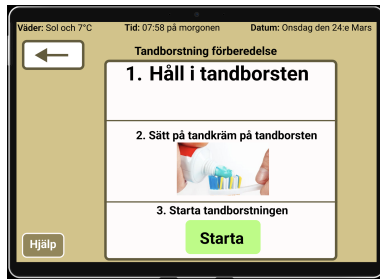 Väder: Sol och 7°C Tid: 07:58 på morgonen Datum: Onsdag den 24:e Mars
Tandborstning förberedelse
1. Håll i tandborsten
2. Sätt på tandkräm på tandborsten
3. Starta tandborstningen
Starta
Hjälp